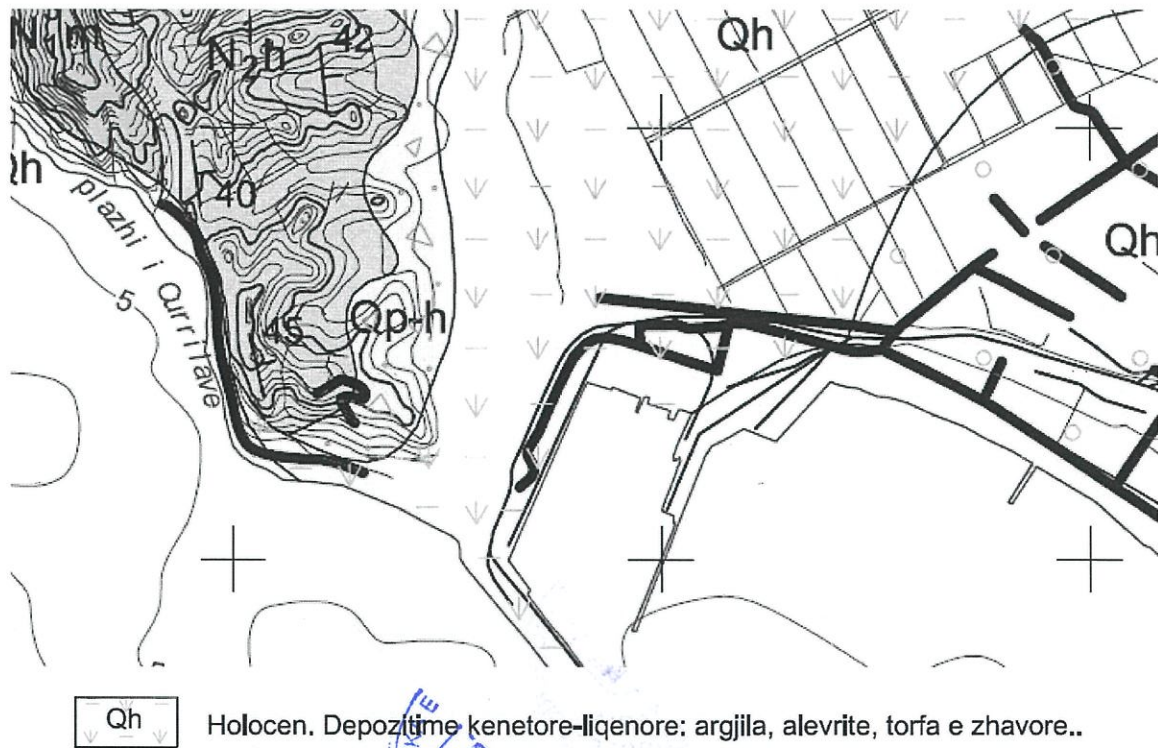 N₁m
N₂h
42
Qh
Qh
40
plazhi i Currilave
5
45
Qp-h
Qh
Qh
Holocen. Depozitime kenetore-liqenore: argjila, alevrite, torfa e zhavore..